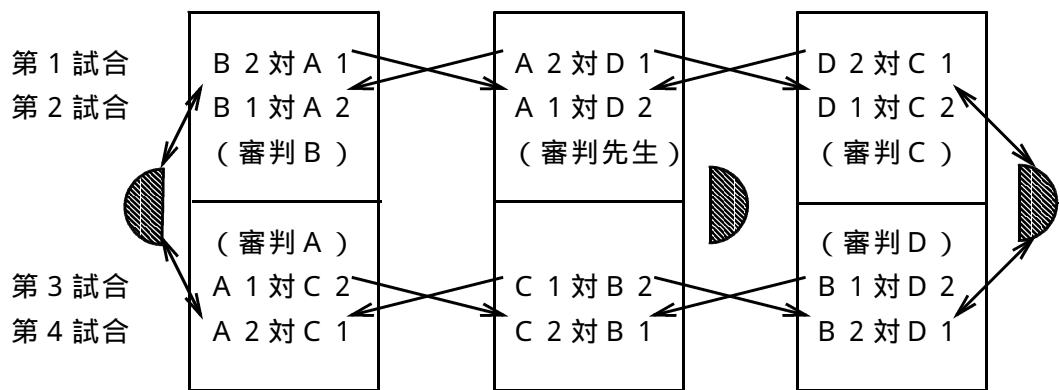 第１試合 Ｂ２対Ａ１ Ａ２対Ｄ１ Ｄ２対Ｃ１
第２試合 Ｂ１対Ａ２ Ａ１対Ｄ２ Ｄ１対Ｃ２
（審判Ｂ） （審判先生） （審判Ｃ）
（審判Ａ） （審判Ｄ）
第３試合 Ａ１対Ｃ２ Ｃ１対Ｂ２ Ｂ１対Ｄ２
第４試合 Ａ２対Ｃ１ Ｃ２対Ｂ１ Ｂ２対Ｄ１